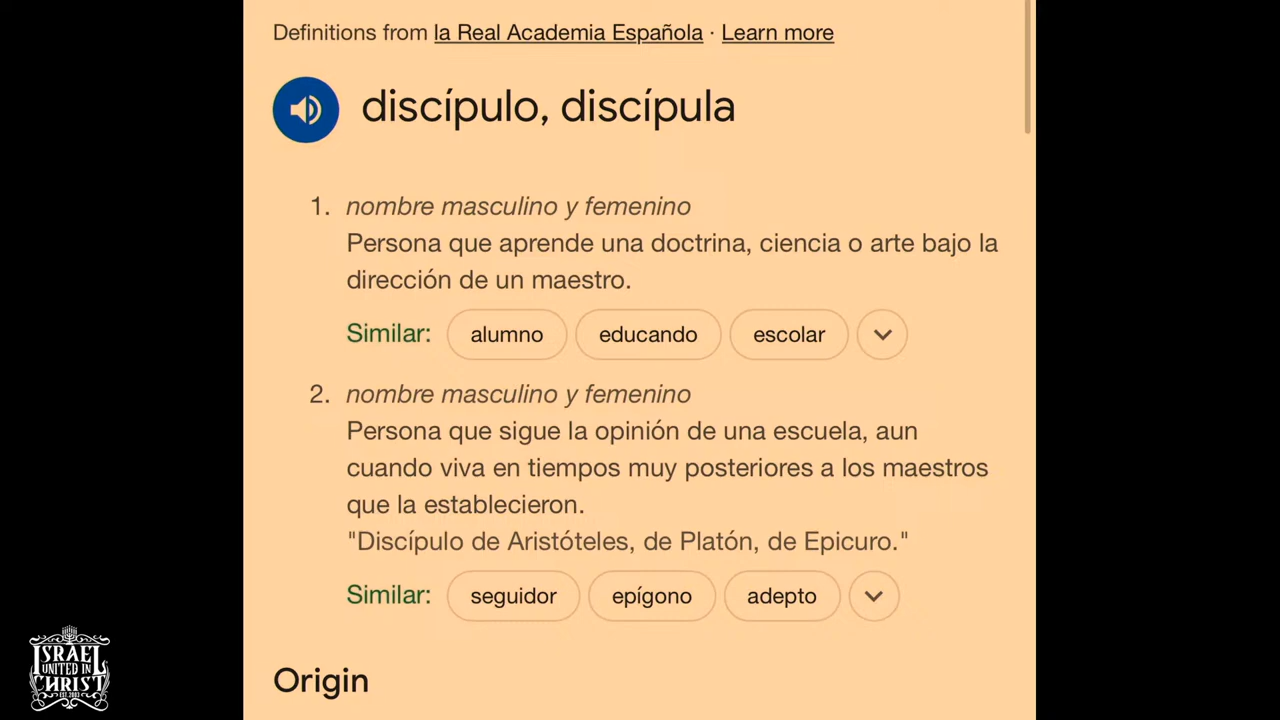 Definitions from la Real Academia Española · Learn more
discípulo, discípula
1. nombre masculino y femenino
Persona que aprende una doctrina, ciencia o arte bajo la
dirección de un maestro.
Similar: alumno educando escolar
2. nombre masculino y femenino
Persona que sigue la opinión de una escuela, aun
cuando viva en tiempos muy posteriores a los maestros
que la establecieron.
"Discípulo de Aristóteles, de Platón, de Epicuro."
Similar: seguidor epígono adepto
Origin
ISRAEL
UNITED IN
CHRIST
EST. 2003